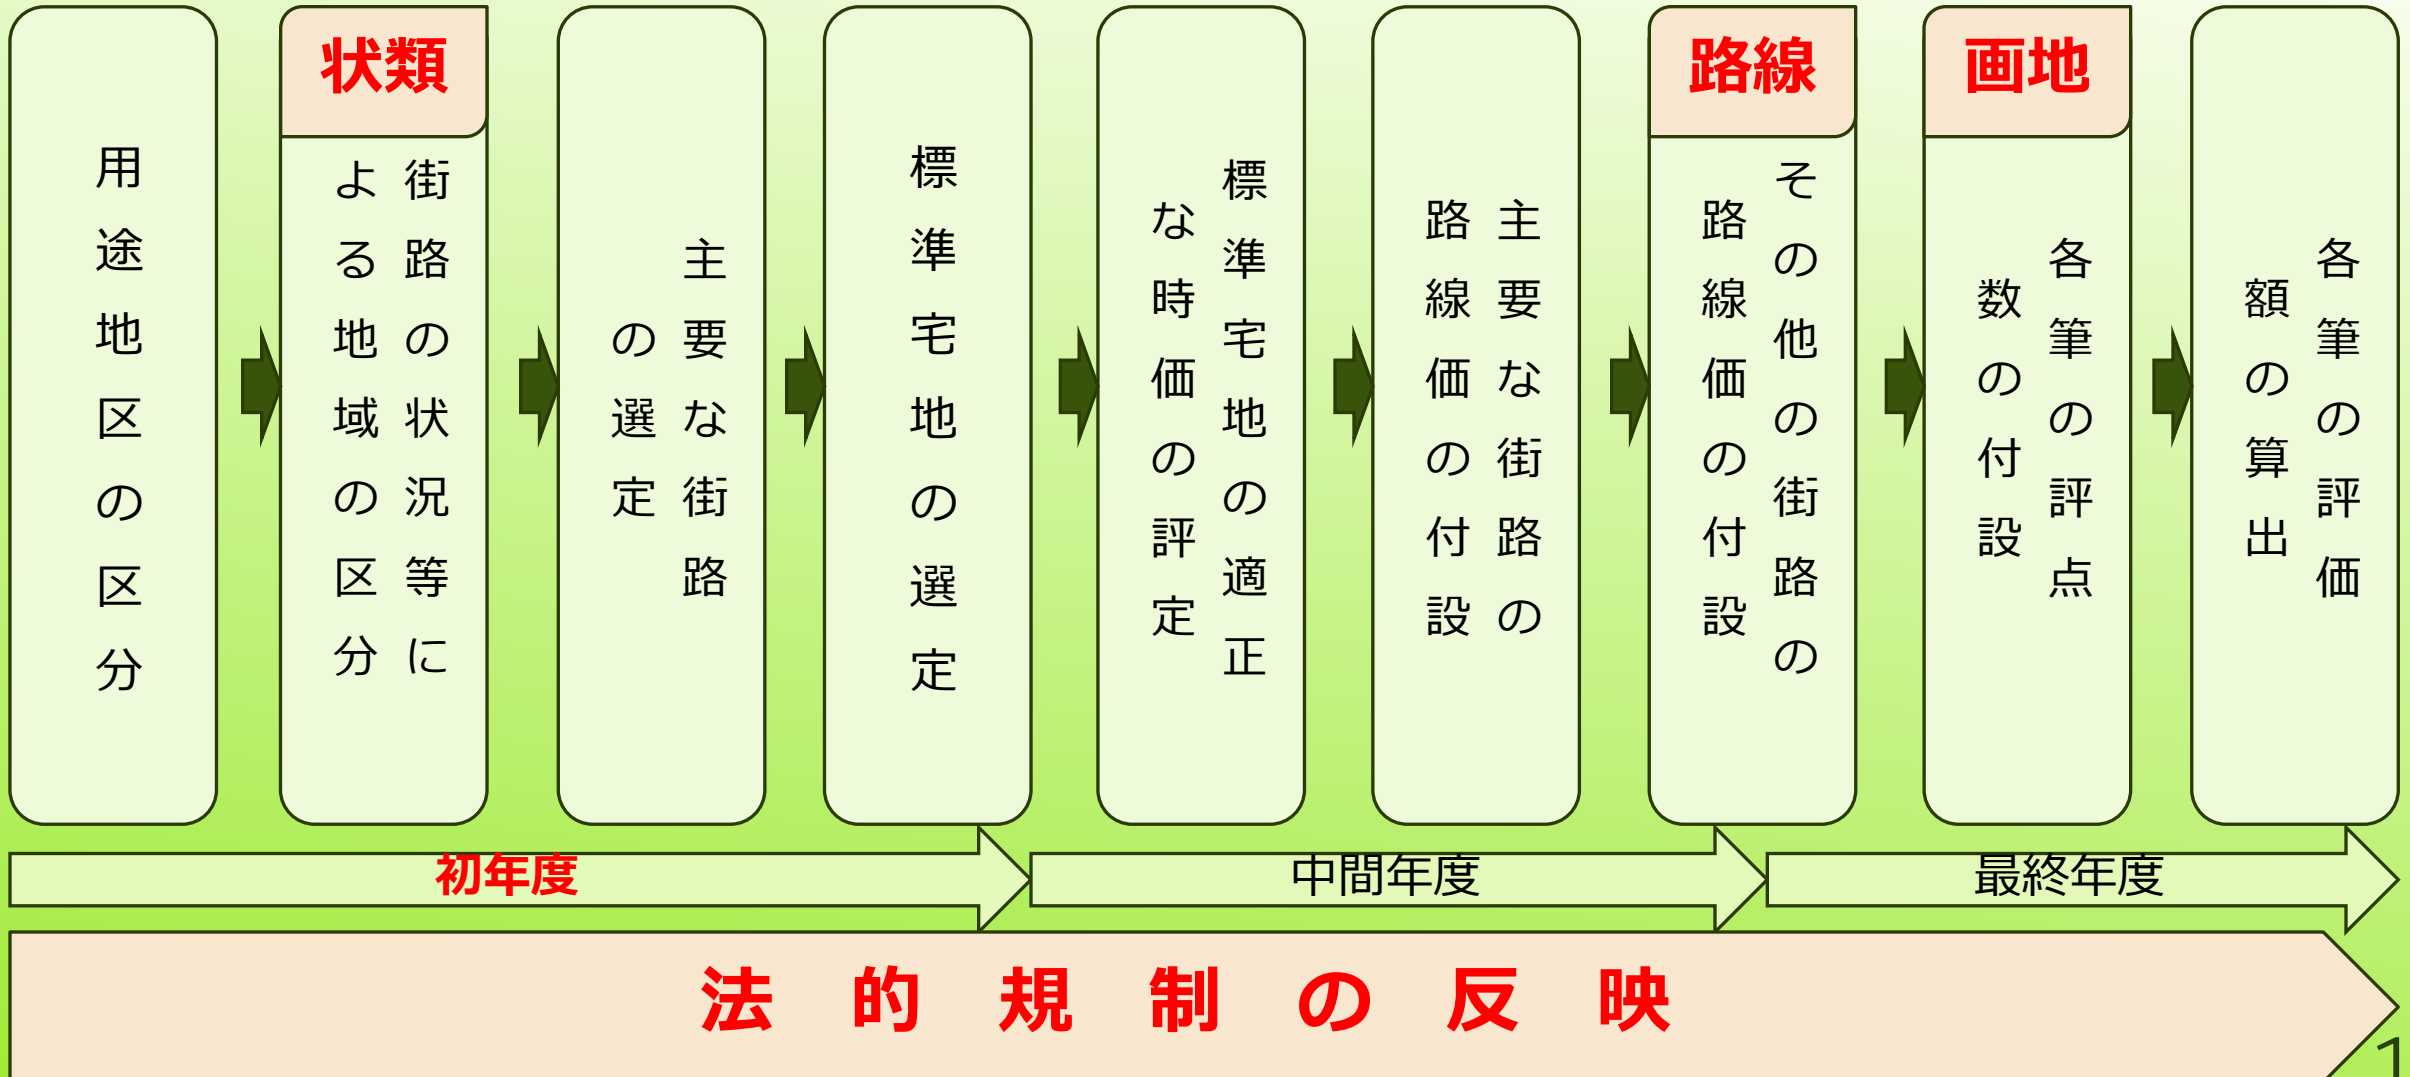 用途地区の区分
状類
街路の状況等に
よる地域の区分
主要な街路
の選定
標準宅地の選定
標準宅地の適正
な時価の評定
主要な街路の
路線価の付設
路線
その他の街路の
路線価の付設
画地
各筆の評点
数の付設
各筆の評価
額の算出
初年度
中間年度
最終年度
法的規制の反映